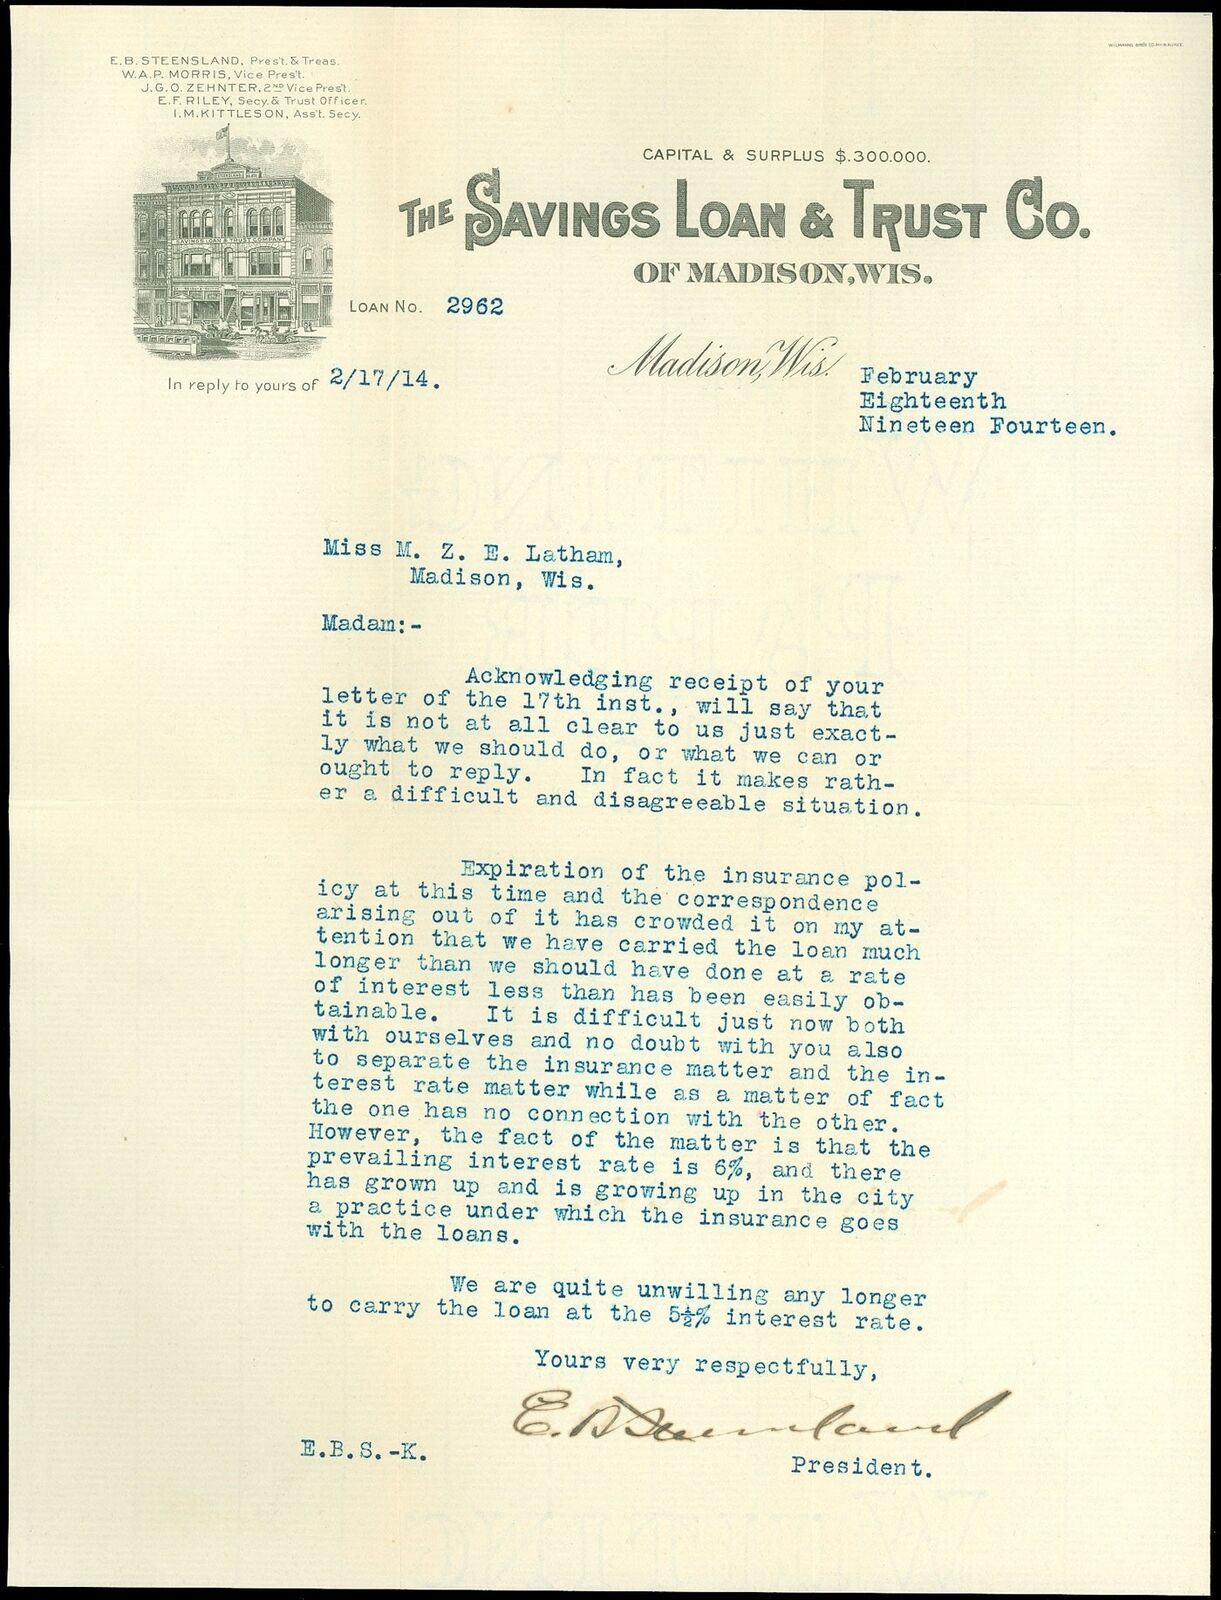 WILMANNS BROS CO. MILWAUKEE.
E.B. STEENSLAND, Pres't. & Treas.
W.A.P. MORRIS, Vice Pres't.
J.G.O. ZEHNTER, 2ND Vice Pres't.
E.F. RILEY, Secy. & Trust Officer.
I.M. KITTLESON, Ass't. Secy.
CAPITAL & SURPLUS $.300.000.
THE SAVINGS LOAN & TRUST CO.
OF MADISON, WIS.
SAVINGS LOAN & TRUST COMPANY
LOAN NO. 2962
Madison, Wis. February
Eighteenth
Nineteen Fourteen.
In reply to yours of 2/17/14.
WRITING
PAPER
Miss M. Z. E. Latham,
Madison, Wis.
Madam:-
Acknowledging receipt of your
letter of the 17th inst., will say that
it is not at all clear to us just exact-
ly what we should do, or what we can or
ought to reply. In fact it makes rath-
er a difficult and disagreeable situation.
Expiration of the insurance pol-
icy at this time and the correspondence
arising out of it has crowded it on my at-
tention that we have carried the loan much
longer than we should have done at a rate
of interest less than has been easily ob-
tainable. It is difficult just now both
with ourselves and no doubt with you also
to separate the insurance matter and the in-
terest rate matter while as a matter of fact
the one has no connection with the other.
However, the fact of the matter is that the
prevailing interest rate is 6%, and there
has grown up and is growing up in the city
a practice under which the insurance goes
with the loans.
We are quite unwilling any longer
to carry the loan at the 5½% interest rate.
Yours very respectfully,
E. B. Steensland
E.B.S.-K.
President.
WRITING